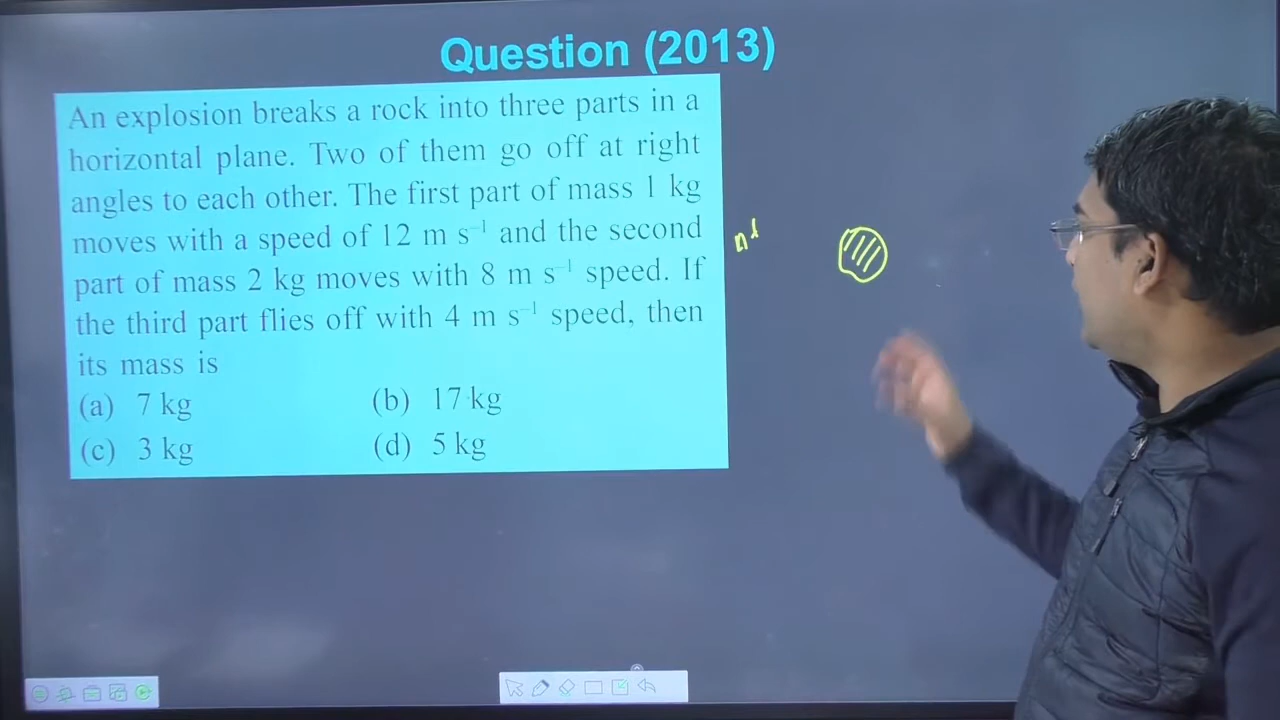 Question (2013)
An explosion breaks a rock into three parts in a
horizontal plane. Two of them go off at right
angles to each other. The first part of mass 1 kg
moves with a speed of 12 m s⁻¹ and the second
part of mass 2 kg moves with 8 m s⁻¹ speed. If
the third part flies off with 4 m s⁻¹ speed, then
its mass is
(a) 7 kg (b) 17 kg
(c) 3 kg (d) 5 kg